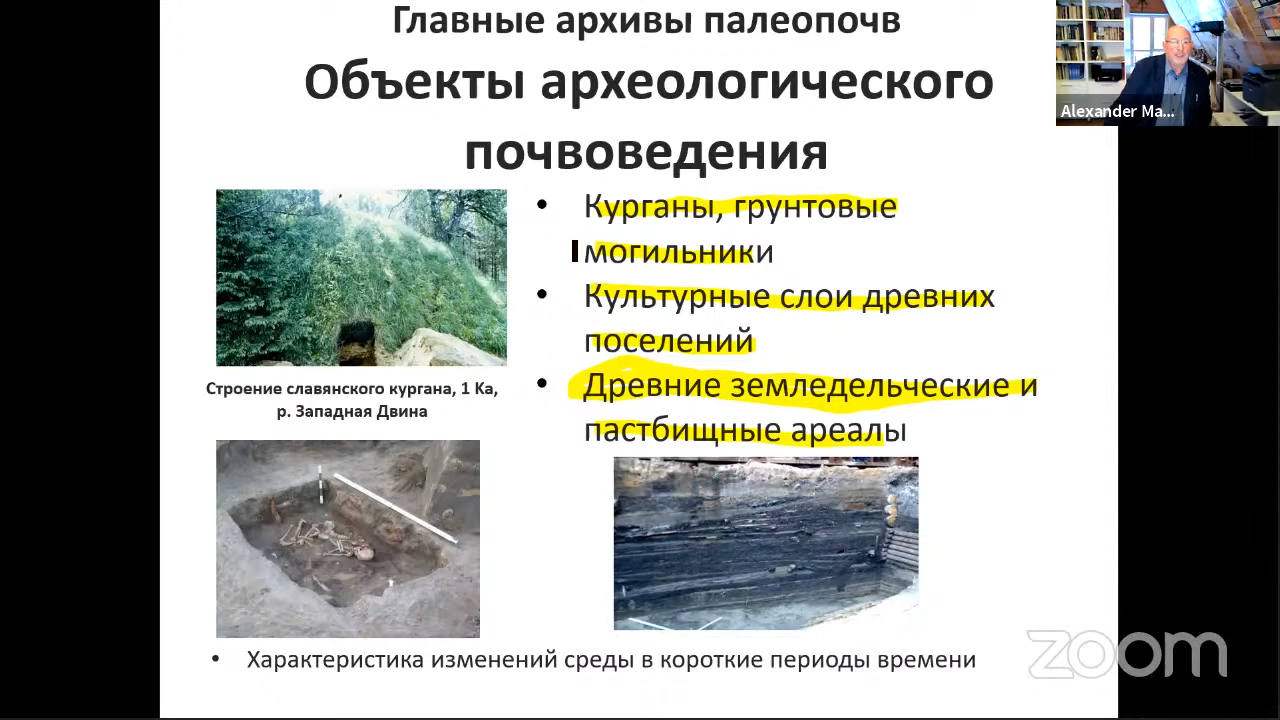 Главные архивы палеопочв
Объекты археологического
почвоведения
Alexander Ma...
• Курганы, грунтовые
могильники
• Культурные слои древних
поселений
• Древние земледельческие и
пастбищные ареалы
Строение славянского кургана, 1 Ka,
р. Западная Двина
• Характеристика изменений среды в короткие периоды времени
zoom